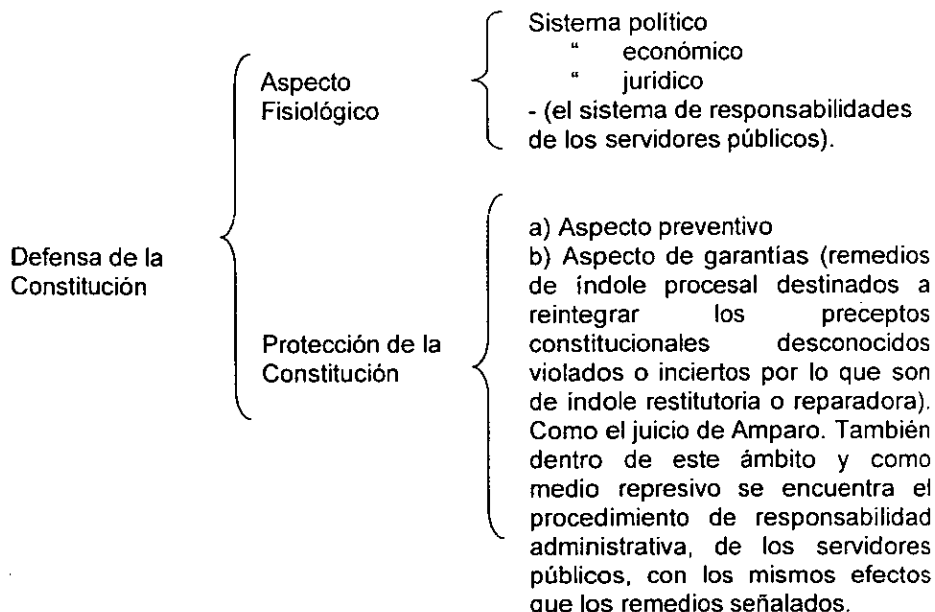 Defensa de la
Constitución
Aspecto
Fisiológico
Sistema político
“ económico
“ juridico
- (el sistema de responsabilidades
de los servidores públicos).
Protección de la
Constitución
a) Aspecto preventivo
b) Aspecto de garantías (remedios
de índole procesal destinados a
reintegrar los preceptos
constitucionales desconocidos
violados o inciertos por lo que son
de índole restitutoria o reparadora).
Como el juicio de Amparo. También
dentro de este ámbito y como
medio represivo se encuentra el
procedimiento de responsabilidad
administrativa, de los servidores
públicos, con los mismos efectos
que los remedios señalados.